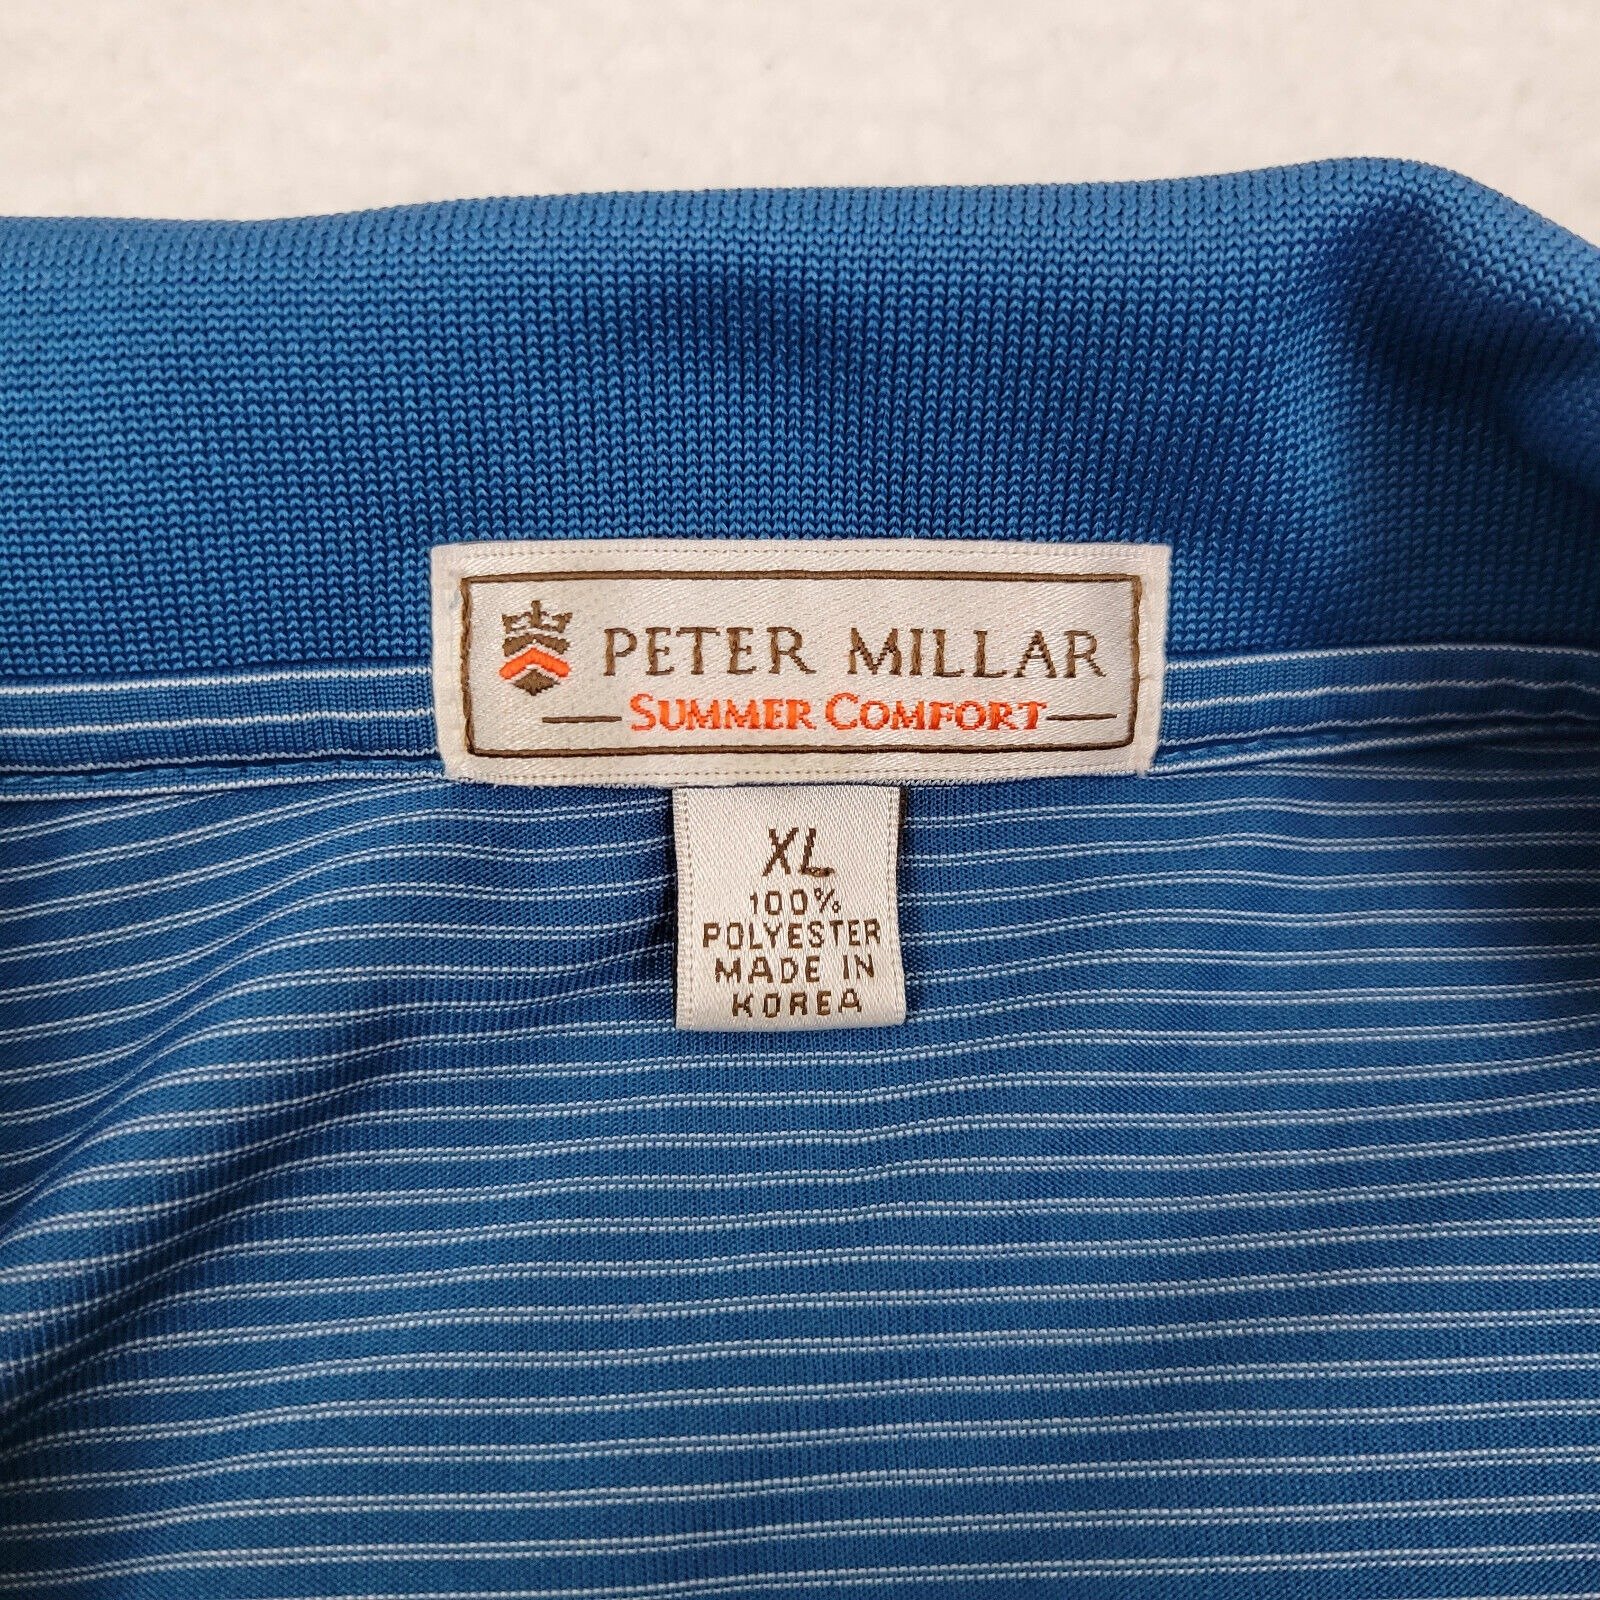 PETER MILLAR
SUMMER COMFORT
XL
100%
POLYESTER
MADE IN
KOREA